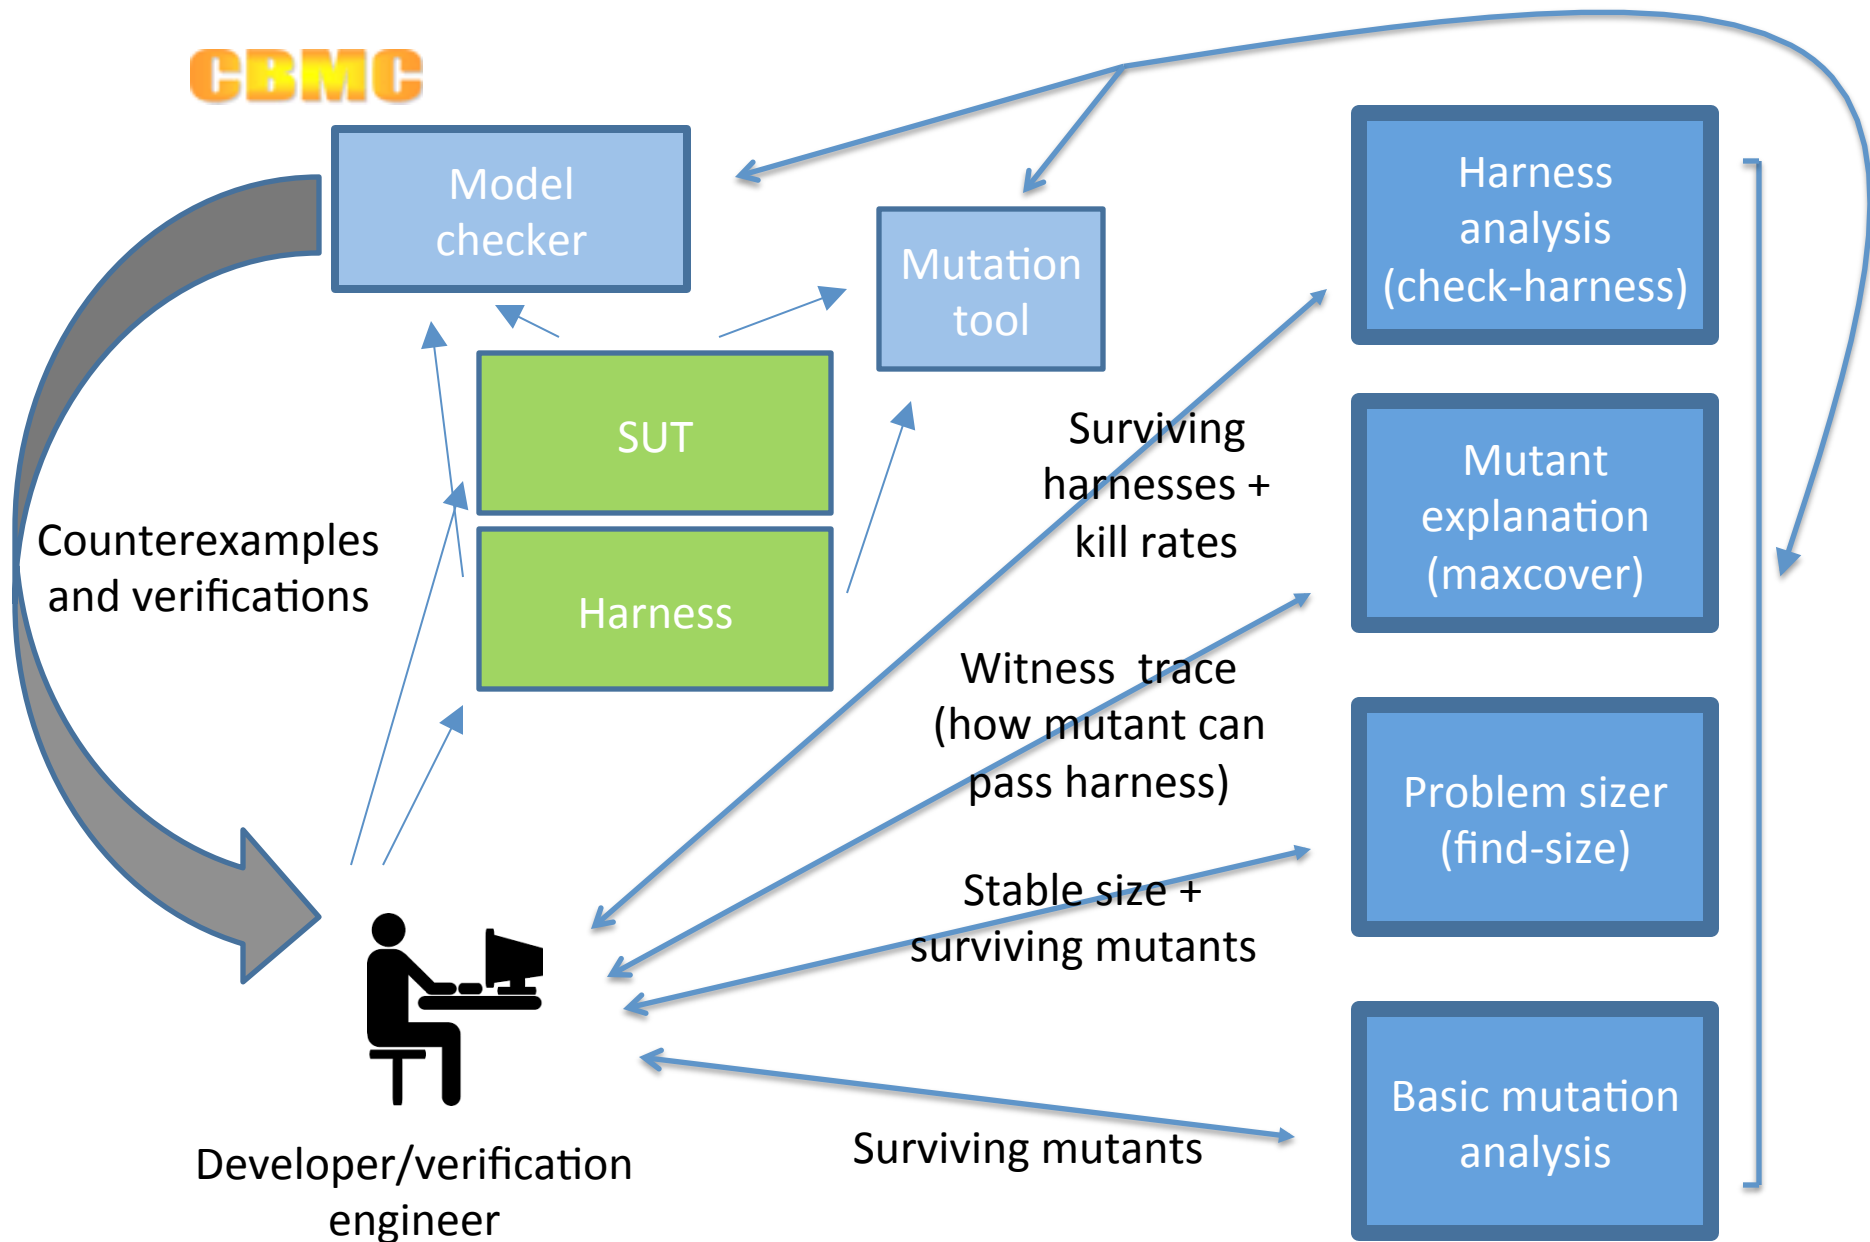 CBMC
Model
checker
Mutation
tool
SUT
Harness
Counterexamples
and verifications
Developer/verification
engineer
Surviving
harnesses +
kill rates
Witness trace
(how mutant can
pass harness)
Stable size +
surviving mutants
Surviving mutants
Harness
analysis
(check-harness)
Mutant
explanation
(maxcover)
Problem sizer
(find-size)
Basic mutation
analysis